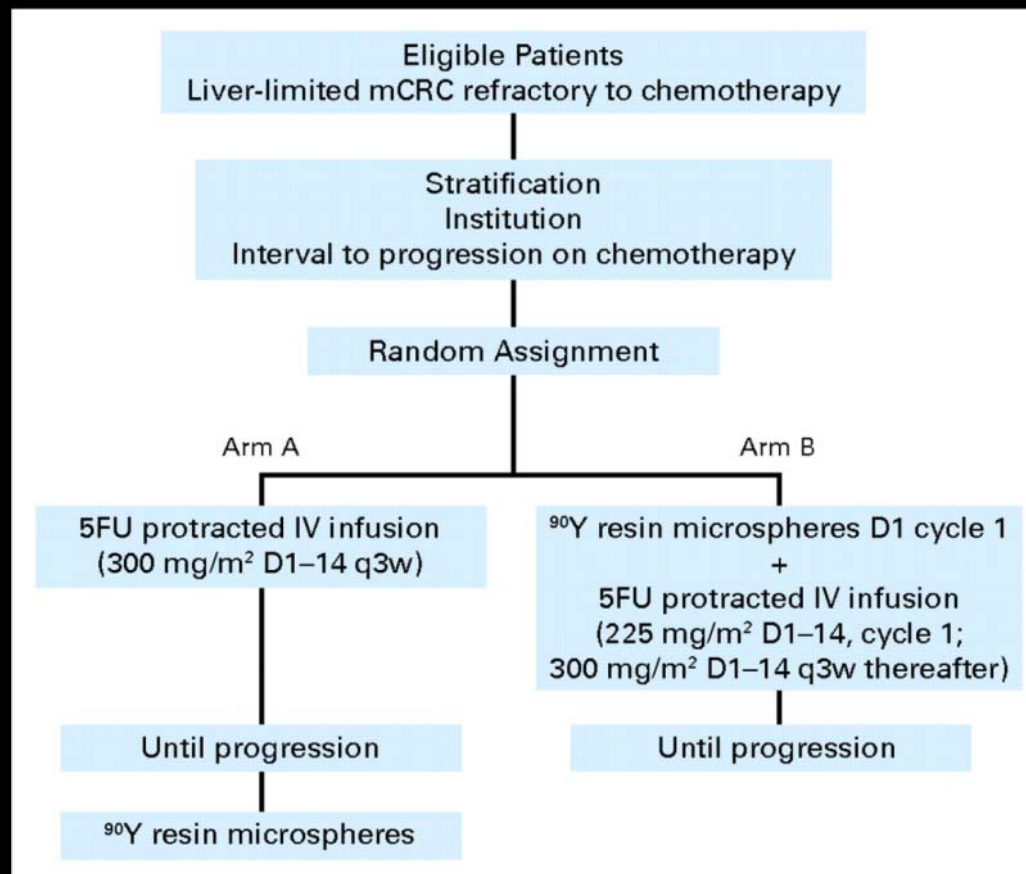 Eligible Patients
Liver-limited mCRC refractory to chemotherapy
Stratification
Institution
Interval to progression on chemotherapy
Random Assignment
Arm A
Arm B
5FU protracted IV infusion
(300 mg/m² D1–14 q3w)
⁹⁰Y resin microspheres D1 cycle 1
+
5FU protracted IV infusion
(225 mg/m² D1–14, cycle 1;
300 mg/m² D1–14 q3w thereafter)
Until progression
Until progression
⁹⁰Y resin microspheres